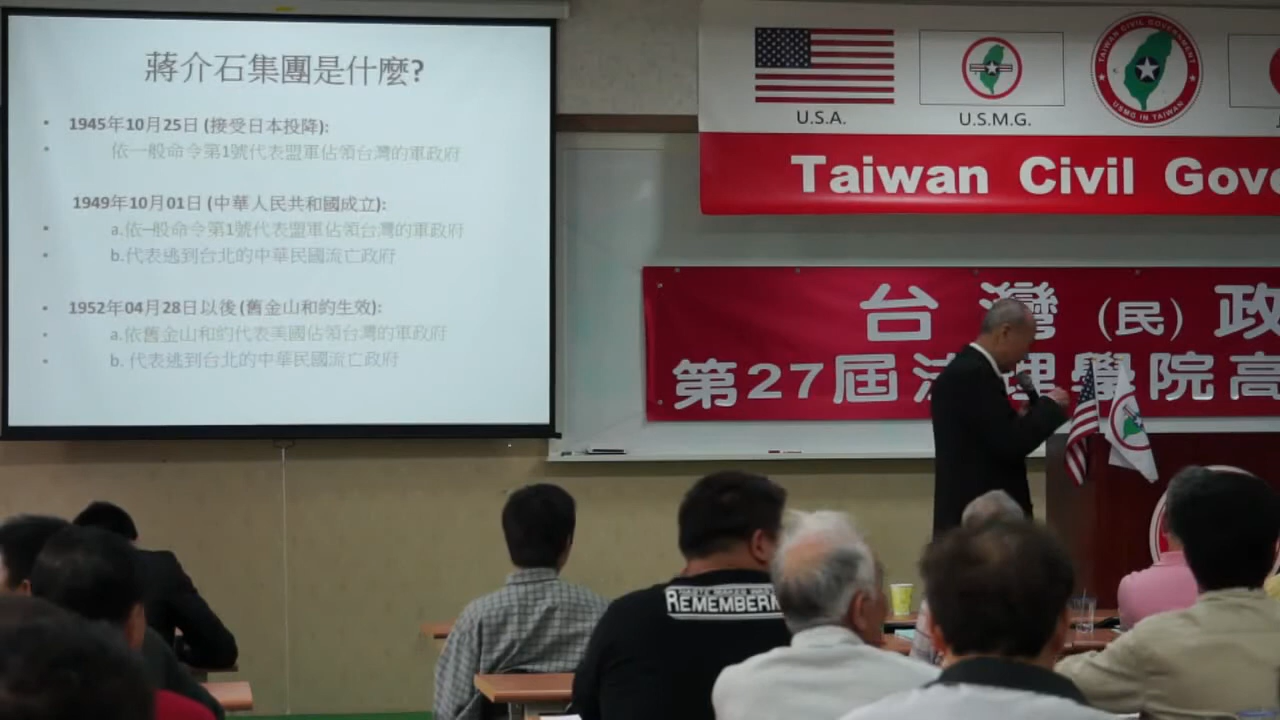 蔣介石集團是什麼?
• 1945年10月25日 (接受日本投降):
• 依一般命令第1號代表盟軍佔領台灣的軍政府
1949年10月01日 (中華人民共和國成立):
• a.依一般命令第1號代表盟軍佔領台灣的軍政府
• b.代表逃到台北的中華民國流亡政府
• 1952年04月28日以後 (舊金山和約生效):
• a.依舊金山和約代表美國佔領台灣的軍政府
• b. 代表逃到台北的中華民國流亡政府
U.S.A.
U.S.M.G.
TAIWAN CIVIL GOVERNMENT
USMG IN TAIWAN
Taiwan Civil Gove
台灣 (民) 政
第27屆法理學院高
REMEMBER